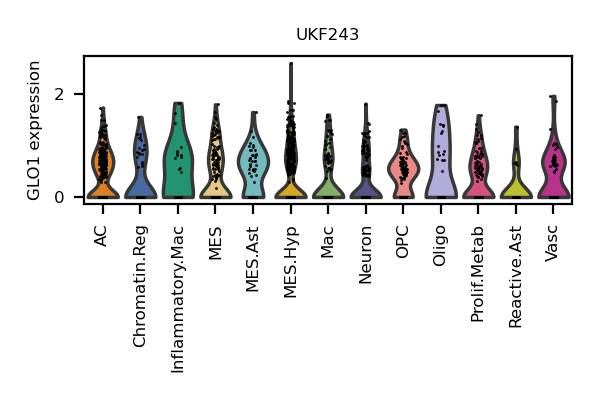 UKF243
GLO1 expression
2
0
AC
Chromatin.Reg
Inflammatory.Mac
MES
MES.Ast
MES.Hyp
Mac
Neuron
OPC
Oligo
Prolif.Metab
Reactive.Ast
Vasc